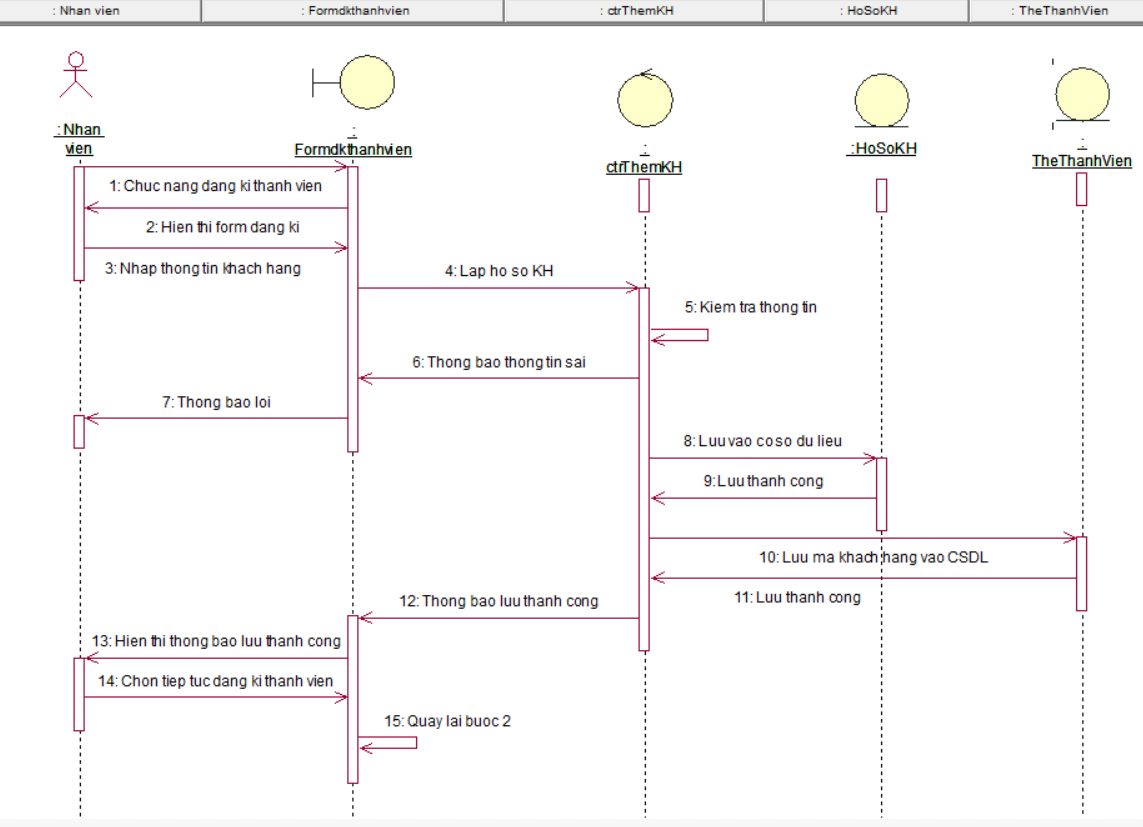 : Nhan vien
: Formdkthanhvien
: ctrThemKH
: HoSoKH
: TheThanhVien
: Nhan
vien
:
Formdkthanhvien
:
ctrThemKH
:HoSoKH
:
TheThanhVien
1: Chuc nang dang ki thanh vien
2: Hien thi form dang ki
3: Nhap thong tin khach hang
4: Lap ho so KH
5: Kiem tra thong tin
6: Thong bao thong tin sai
7: Thong bao loi
8: Luu vao co so du lieu
9: Luu thanh cong
10: Luu ma khach hang vao CSDL
11: Luu thanh cong
12: Thong bao luu thanh cong
13: Hien thi thong bao luu thanh cong
14: Chon tiep tuc dang ki thanh vien
15: Quay lai buoc 2